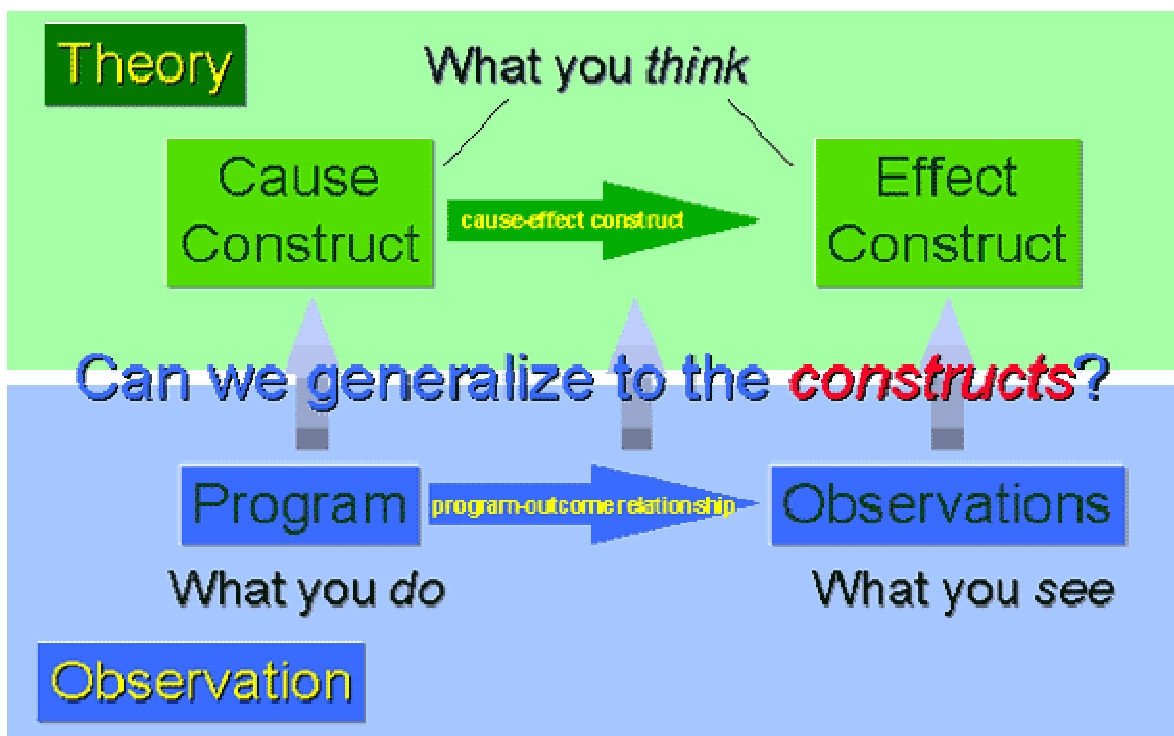 Theory
What you think
Cause
Construct
cause-effect construct
Effect
Construct
Can we generalize to the constructs?
Program
program-outcome relationship
Observations
What you do
What you see
Observation